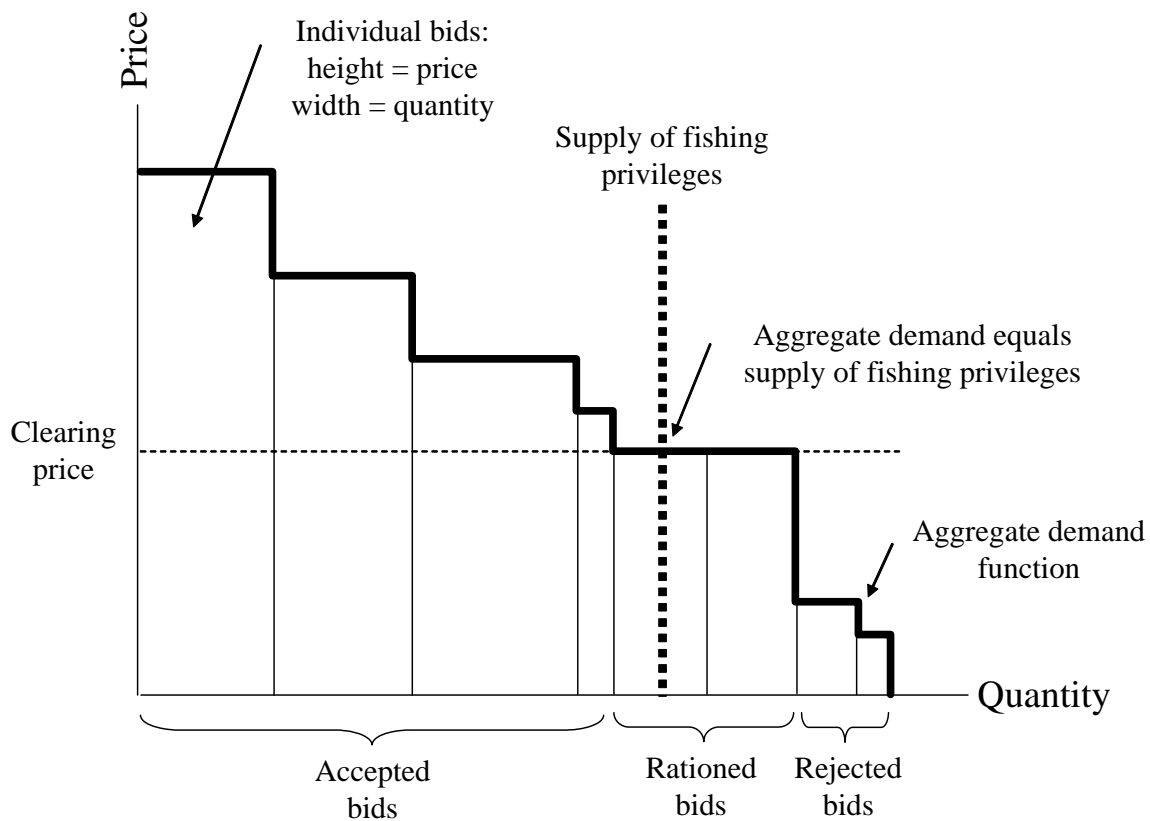 Price
Individual bids:
height = price
width = quantity
Supply of fishing
privileges
Aggregate demand equals
supply of fishing privileges
Clearing
price
Aggregate demand
function
Quantity
Accepted
bids
Rationed
bids
Rejected
bids